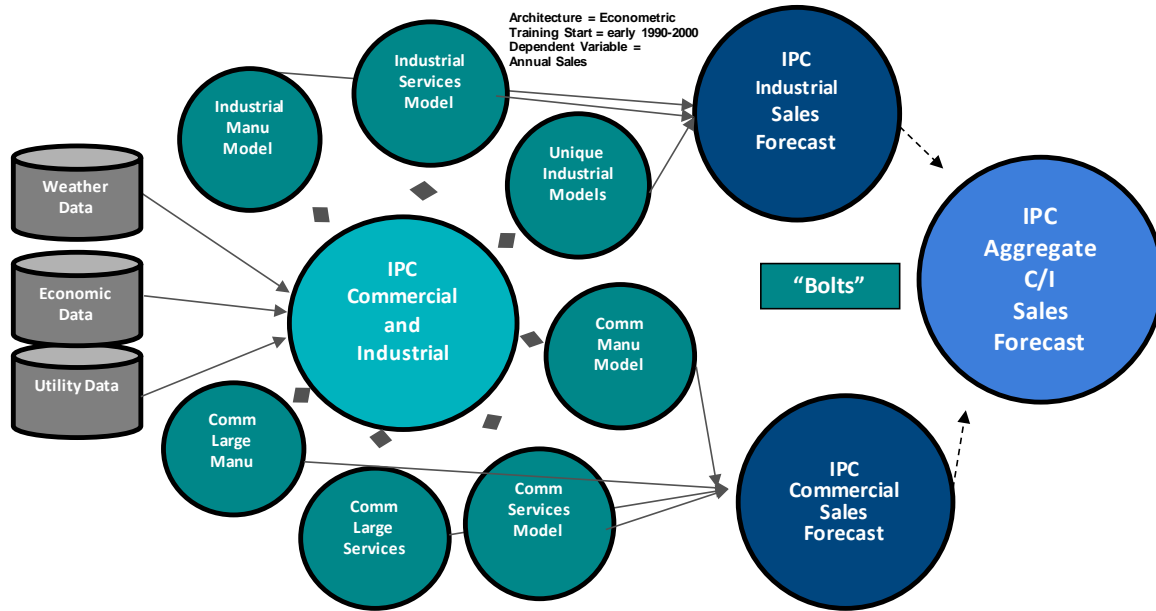 Architecture = Econometric
Training Start = early 1990-2000
Dependent Variable =
Annual Sales
Industrial
Services
Model
Industrial
Manu
Model
Unique
Industrial
Models
IPC
Industrial
Sales
Forecast
Weather
Data
Economic
Data
Utility Data
IPC
Commercial
and
Industrial
“Bolts”
IPC
Aggregate
C/I
Sales
Forecast
Comm
Manu
Model
Comm
Large
Manu
Comm
Large
Services
Comm
Services
Model
IPC
Commercial
Sales
Forecast